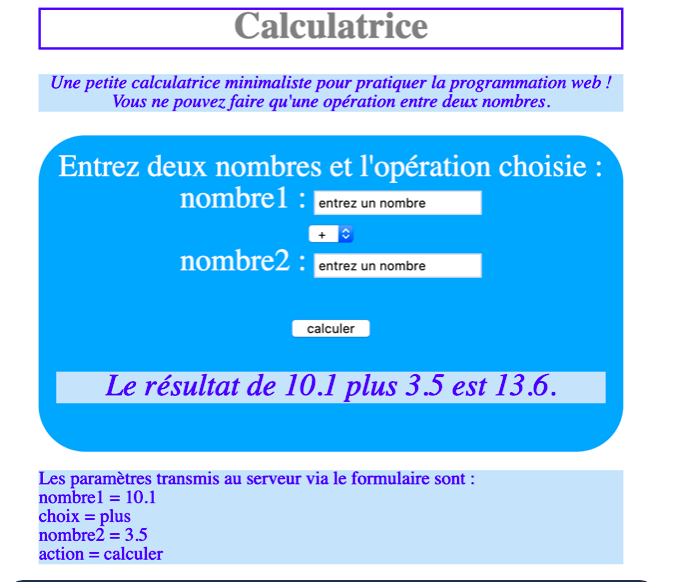 Calculatrice
Une petite calculatrice minimaliste pour pratiquer la programmation web !
Vous ne pouvez faire qu'une opération entre deux nombres.
Entrez deux nombres et l'opération choisie :
nombre1 : entrez un nombre
+
nombre2 : entrez un nombre
calculer
Le résultat de 10.1 plus 3.5 est 13.6.
Les paramètres transmis au serveur via le formulaire sont :
nombre1 = 10.1
choix = plus
nombre2 = 3.5
action = calculer